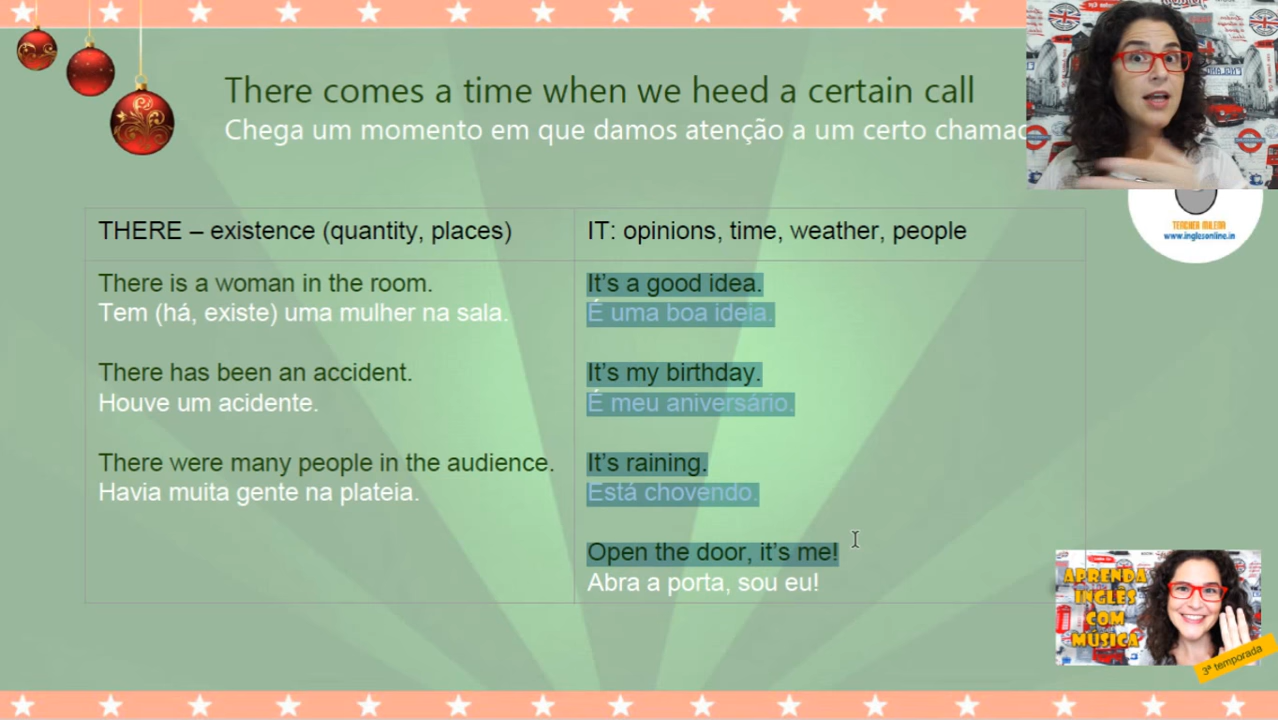 There comes a time when we heed a certain call
Chega um momento em que damos atenção a um certo chamac
THERE – existence (quantity, places)
IT: opinions, time, weather, people
There is a woman in the room.
Tem (há, existe) uma mulher na sala.
There has been an accident.
Houve um acidente.
There were many people in the audience.
Havia muita gente na plateia.
It's a good idea.
É uma boa ideia.
It's my birthday.
É meu aniversário.
It's raining.
Está chovendo.
Open the door, it's me!
Abra a porta, sou eu!
TEACHER MILENA
www.inglesonline.in
APRENDA
INGLES
COM
MÚSICA
3ª temporada